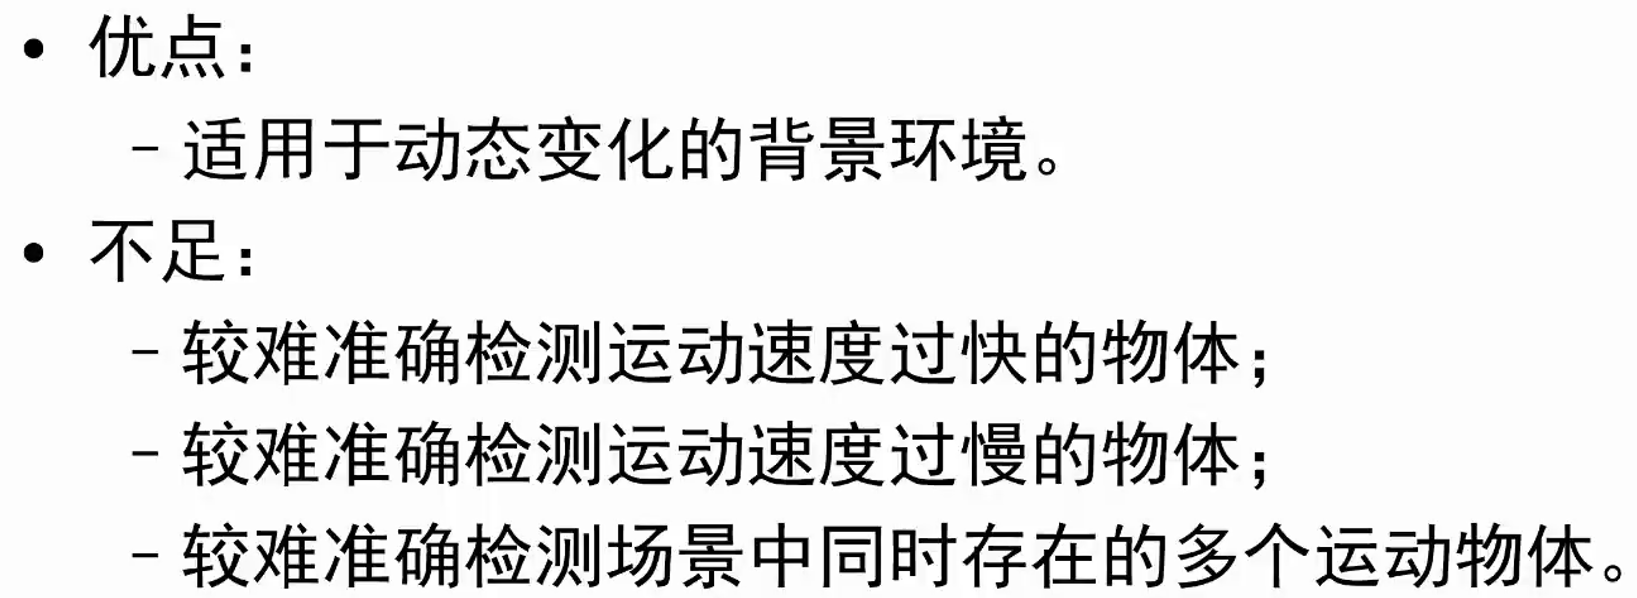 • 优点：
– 适用于动态变化的背景环境。
• 不足：
– 较难准确检测运动速度过快的物体；
– 较难准确检测运动速度过慢的物体；
– 较难准确检测场景中同时存在的多个运动物体。